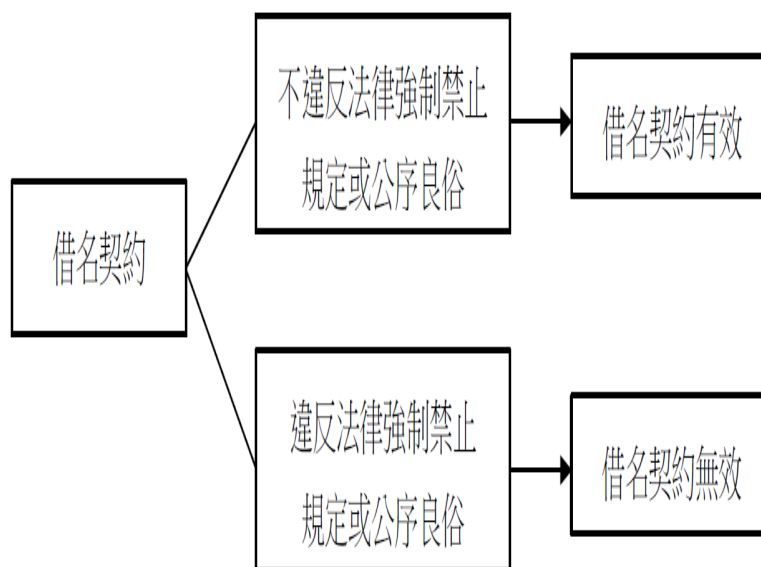 借名契約
不違反法律強制禁止
規定或公序良俗
借名契約有效
違反法律強制禁止
規定或公序良俗
借名契約無效